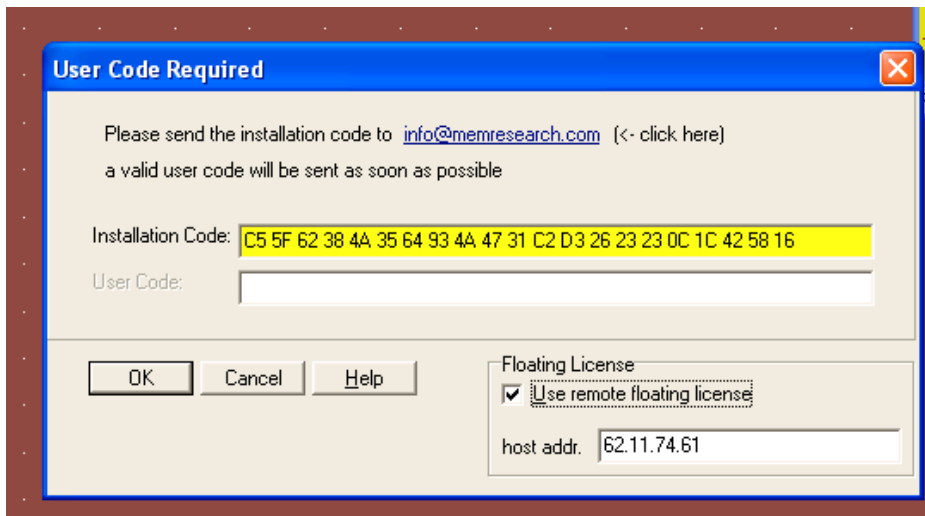 User Code Required
Please send the installation code to info@memresearch.com (<- click here)
a valid user code will be sent as soon as possible
Installation Code: C5 5F 62 38 4A 35 64 93 4A 47 31 C2 D3 26 23 23 0C 1C 42 58 16
User Code:
OK Cancel Help
Floating License
Use remote floating license
host addr. 62.11.74.61